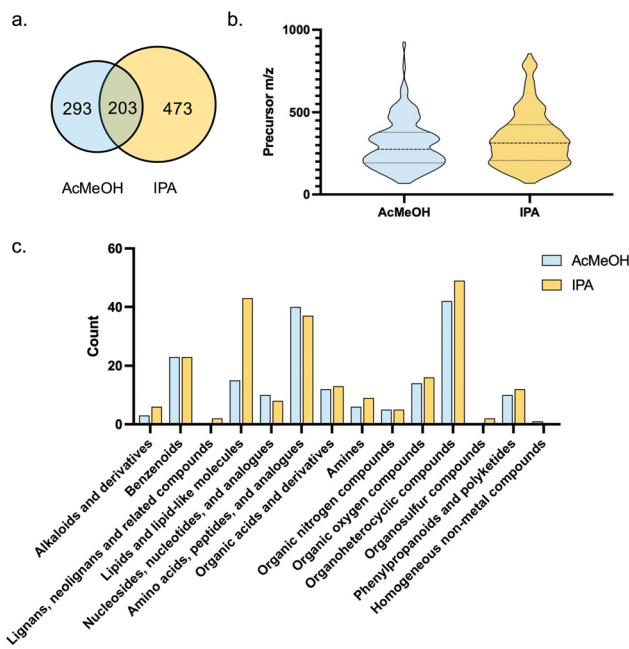 a.
293 203 473
AcMeOH IPA
b.
Precursor m/z
1000
500
0
AcMeOH IPA
c.
Count
60
40
20
0
AcMeOH
IPA
Alkaloids and derivatives
Benzenoids
Lignans, neolignans and related compounds
Lipids and lipid-like molecules
Nucleosides, nucleotides, and analogues
Amino acids, peptides, and analogues
Organic acids and derivatives
Amines
Organic nitrogen compounds
Organic oxygen compounds
Organoheterocyclic compounds
Organosulfur compounds
Phenylpropanoids and polyketides
Homogeneous non-metal compounds